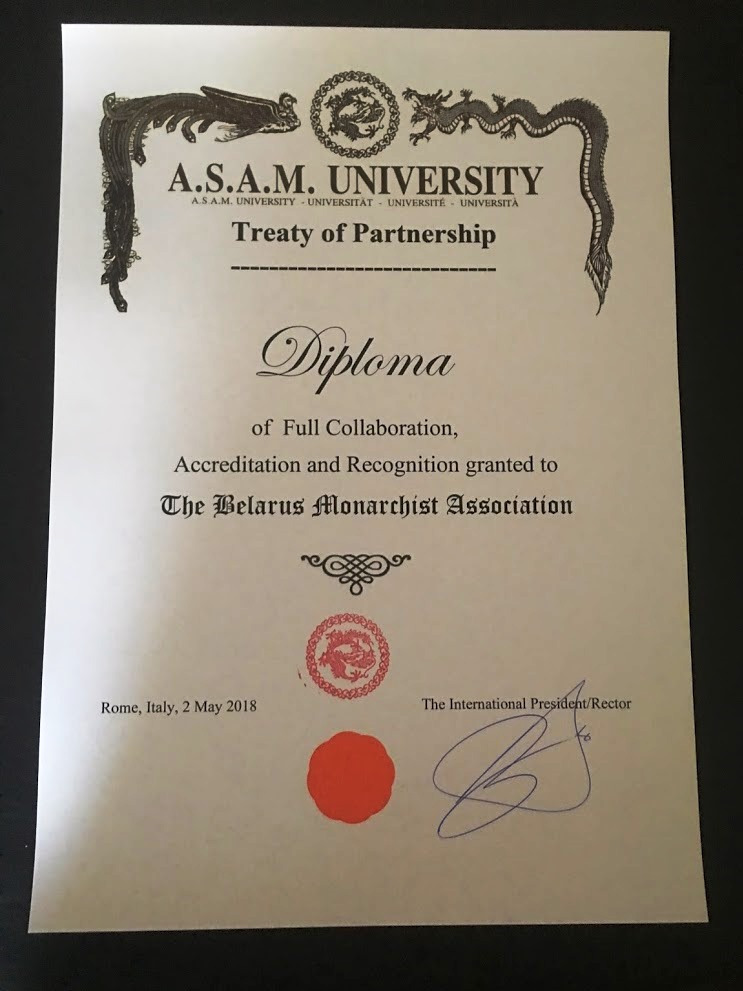 A.S.A.M. UNIVERSITY
A.S.A.M. UNIVERSITY - UNIVERSITÄT - UNIVERSITÉ - UNIVERSITÀ
Treaty of Partnership
----------------------------
Diploma
of Full Collaboration,
Accreditation and Recognition granted to
The Belarus Monarchist Association
Rome, Italy, 2 May 2018
The International President/Rector